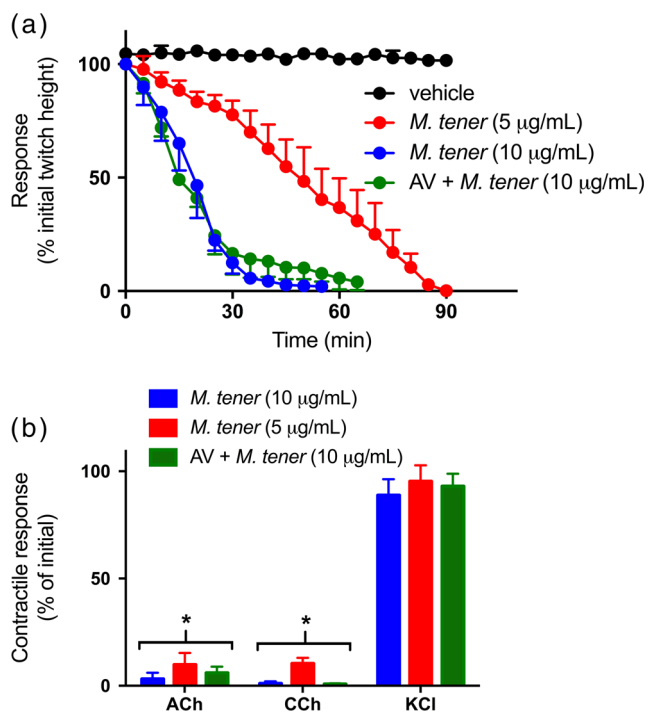 (a)
Response
(% initial twitch height)
100
50
0
0 30 60 90
Time (min)
vehicle
M. tener (5 µg/mL)
M. tener (10 µg/mL)
AV + M. tener (10 µg/mL)
(b)
M. tener (10 µg/mL)
M. tener (5 µg/mL)
AV + M. tener (10 µg/mL)
Contractile response
(% of initial)
100
50
0
* *
ACh CCh KCl